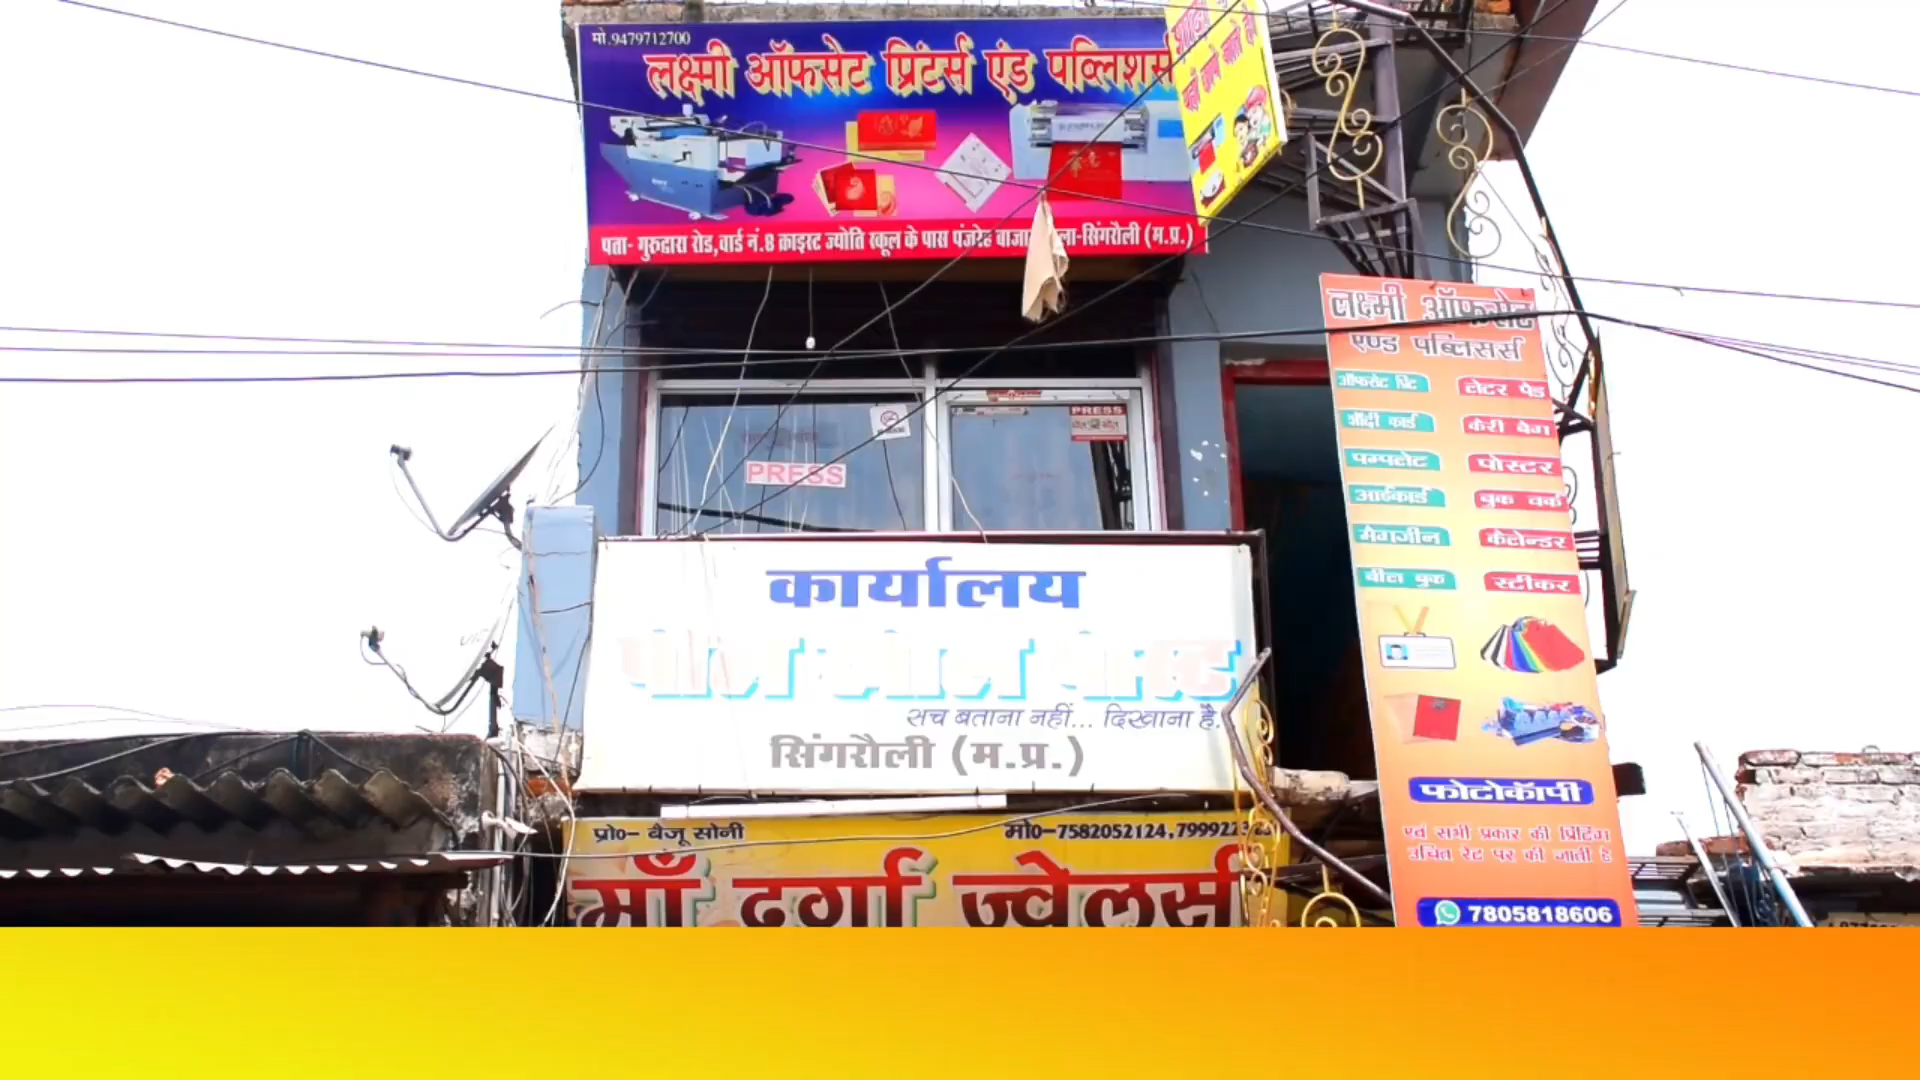 मो.9479712700
लक्ष्मी ऑफसेट प्रिंटर्स एंड पब्लिशर्स
पता- गुरुद्वारा रोड,वार्ड नं.8 क्राइस्ट ज्योति स्कूल के पास पंजरेह बाजार ला-सिंगरौली (म.प्र.)
लक्ष्मी ऑफसेट
एण्ड पब्लिसर्स
ऑफसेट प्रिंट लेटर पैड
शादी कार्ड कैरी बैग
पम्पलेट पोस्टर
आईकार्ड बुक वर्क
मैगजीन कैलेन्डर
बील बुक स्टीकर
फोटोकॉपी
एवं सभी प्रकार की प्रिंटिंग
उचित रेट पर की जाती है
7805818606
PRESS
PRESS
कार्यालय
पोल खोल पोस्ट
सच बताना नहीं... दिखाना है.
सिंगरौली (म.प्र.)
प्रो०- बैजू सोनी मो०-7582052124,
माँ दुर्गा ज्वेलर्स